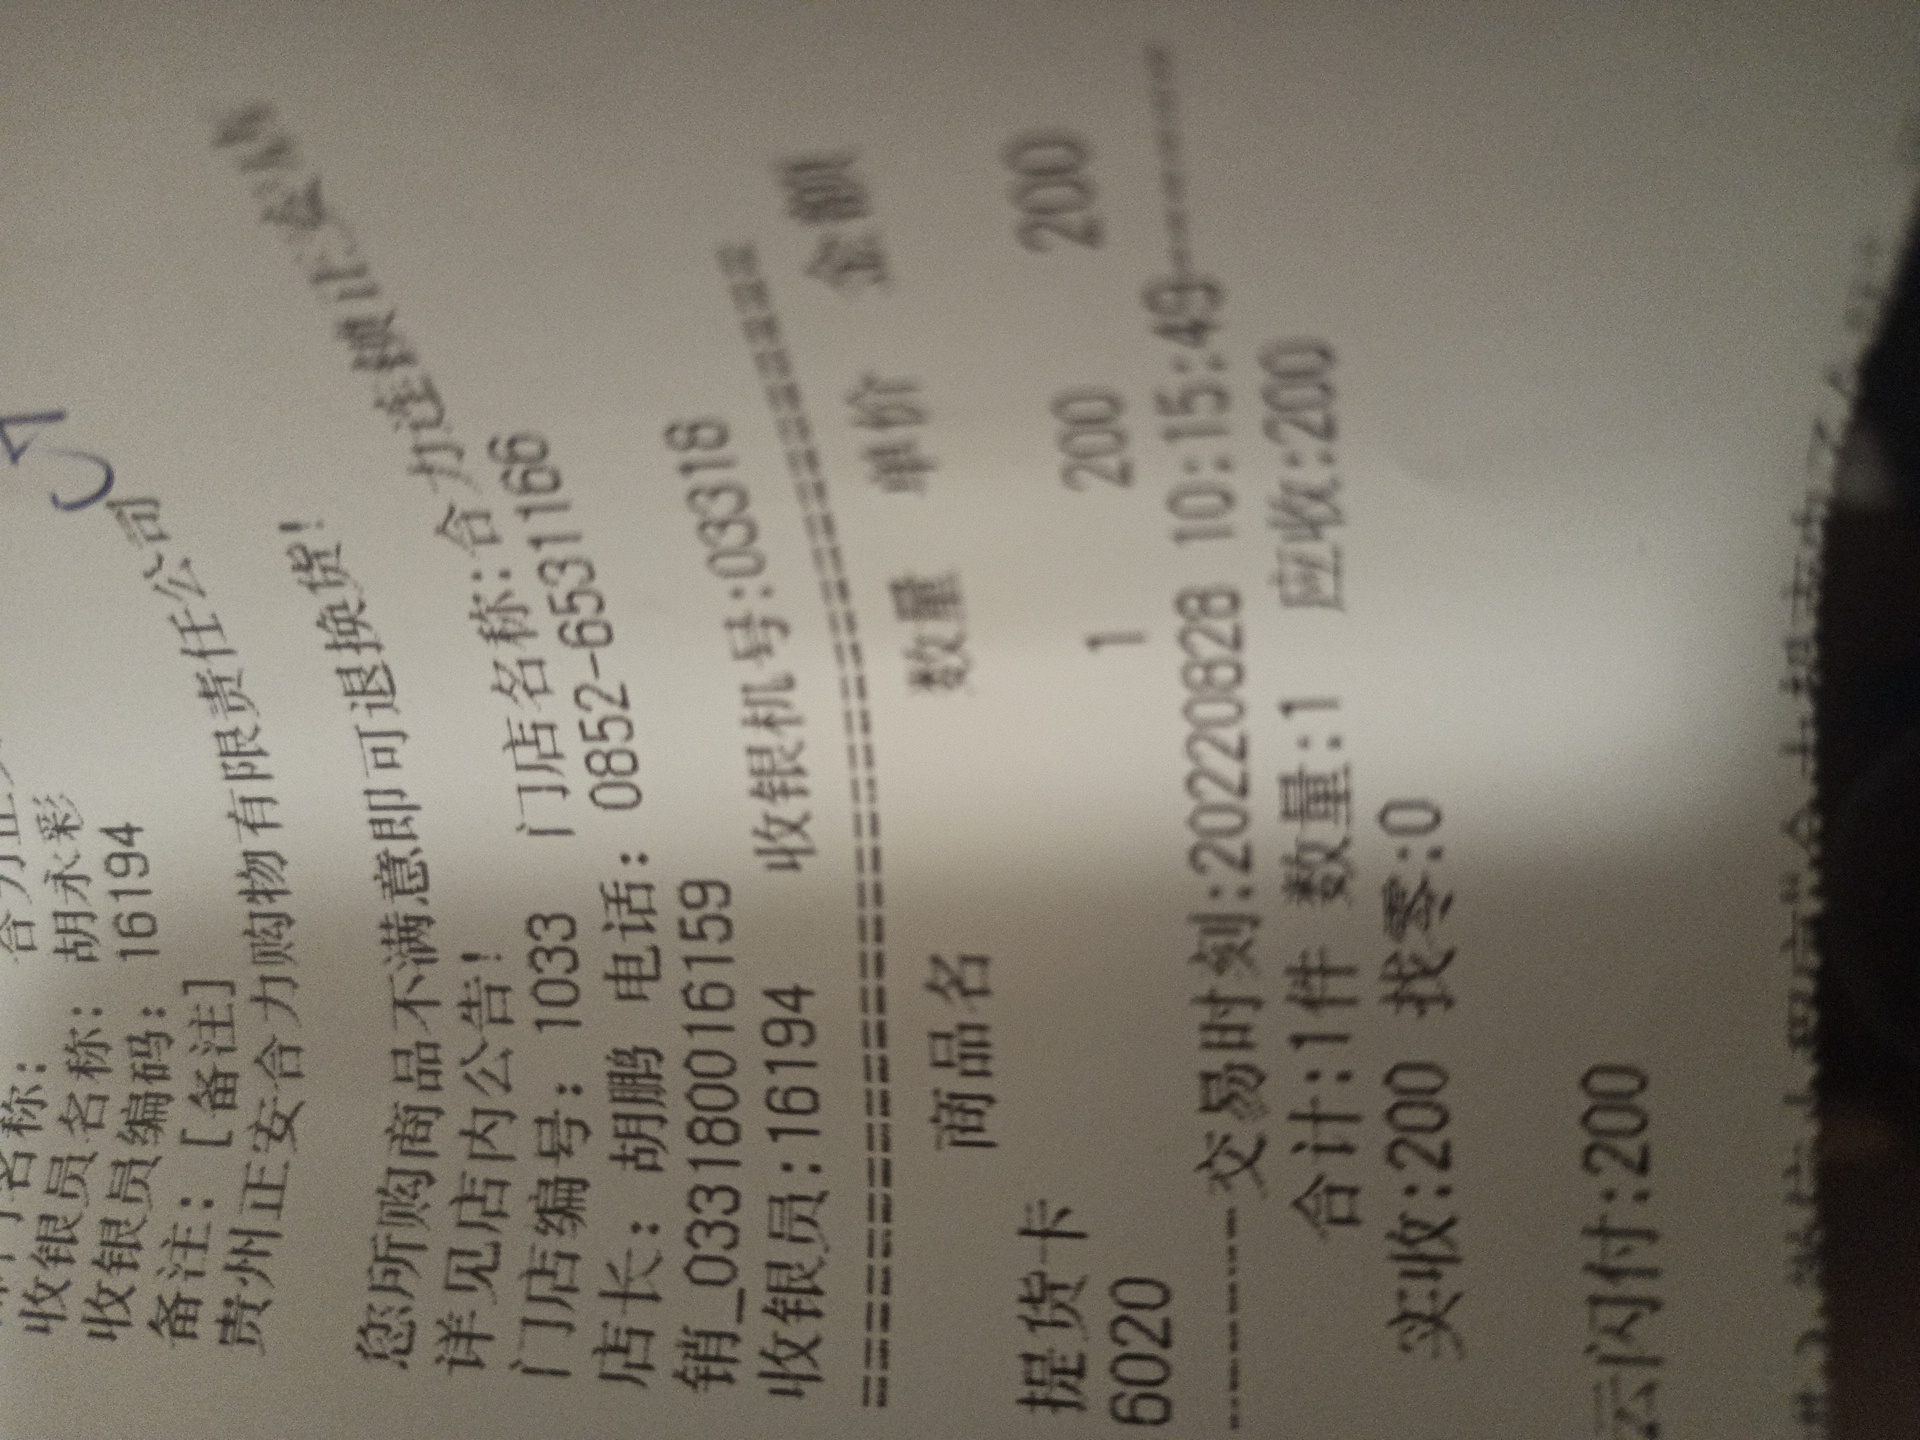 收银员名称: 胡永彩
收银员编码: 16194
备注: [备注]
贵州正安合力购物有限责任公司
您所购商品不满意即可退换货!
详见店内公告!
门店编号: 1033 门店名称:合力连锁正安
店长: 胡鹏 电话: 0852-6531166
销_0331800016159
收银员:16194 收银机号:03318
商品名 数量 单价 金额
提货卡
6020 1 200 200
交易时刻:20220828 10:15:49
合计:1件 数量:1 应收:200
实收:200 找零:0
云闪付:200